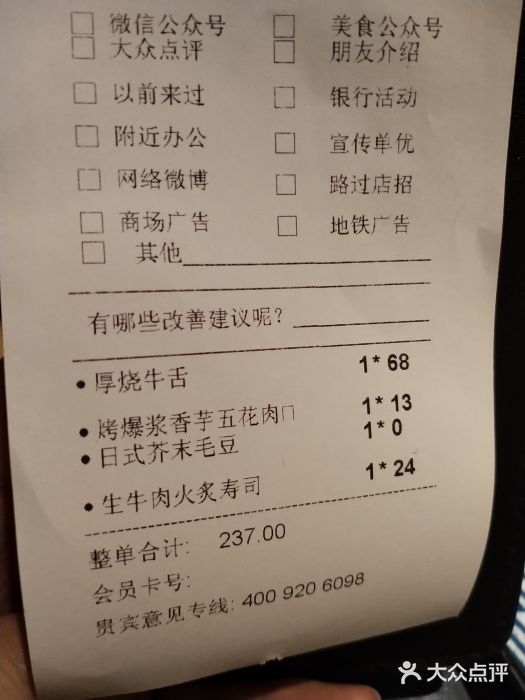 □ 微信公众号 □ 美食公众号
□ 大众点评 □ 朋友介绍
□ 以前来过 □ 银行活动
□ 附近办公 □ 宣传单优
□ 网络微博 □ 路过店招
□ 商场广告 □ 地铁广告
□ 其他
有哪些改善建议呢?
•厚烧牛舌 1* 68
•烤爆浆香芋五花肉 1* 13
•日式芥末毛豆 1* 0
•生牛肉火炙寿司 1* 24
整单合计: 237.00
会员卡号:
贵宾意见专线: 400 920 6098
大众点评